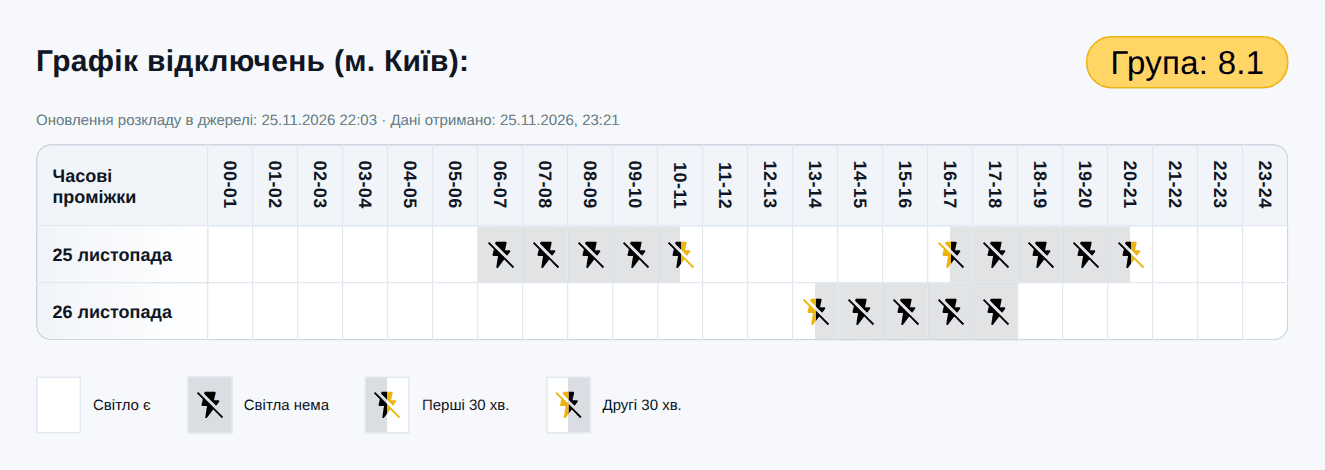 Графік відключень (м. Київ):
Група: 8.1
Оновлення розкладу в джерелі: 25.11.2026 22:03 · Дані отримано: 25.11.2026, 23:21
Часові
проміжки
00-01
01-02
02-03
03-04
04-05
05-06
06-07
07-08
08-09
09-10
10-11
11-12
12-13
13-14
14-15
15-16
16-17
17-18
18-19
19-20
20-21
21-22
22-23
23-24
25 листопада
26 листопада
Світло є
Світла нема
Перші 30 хв.
Другі 30 хв.